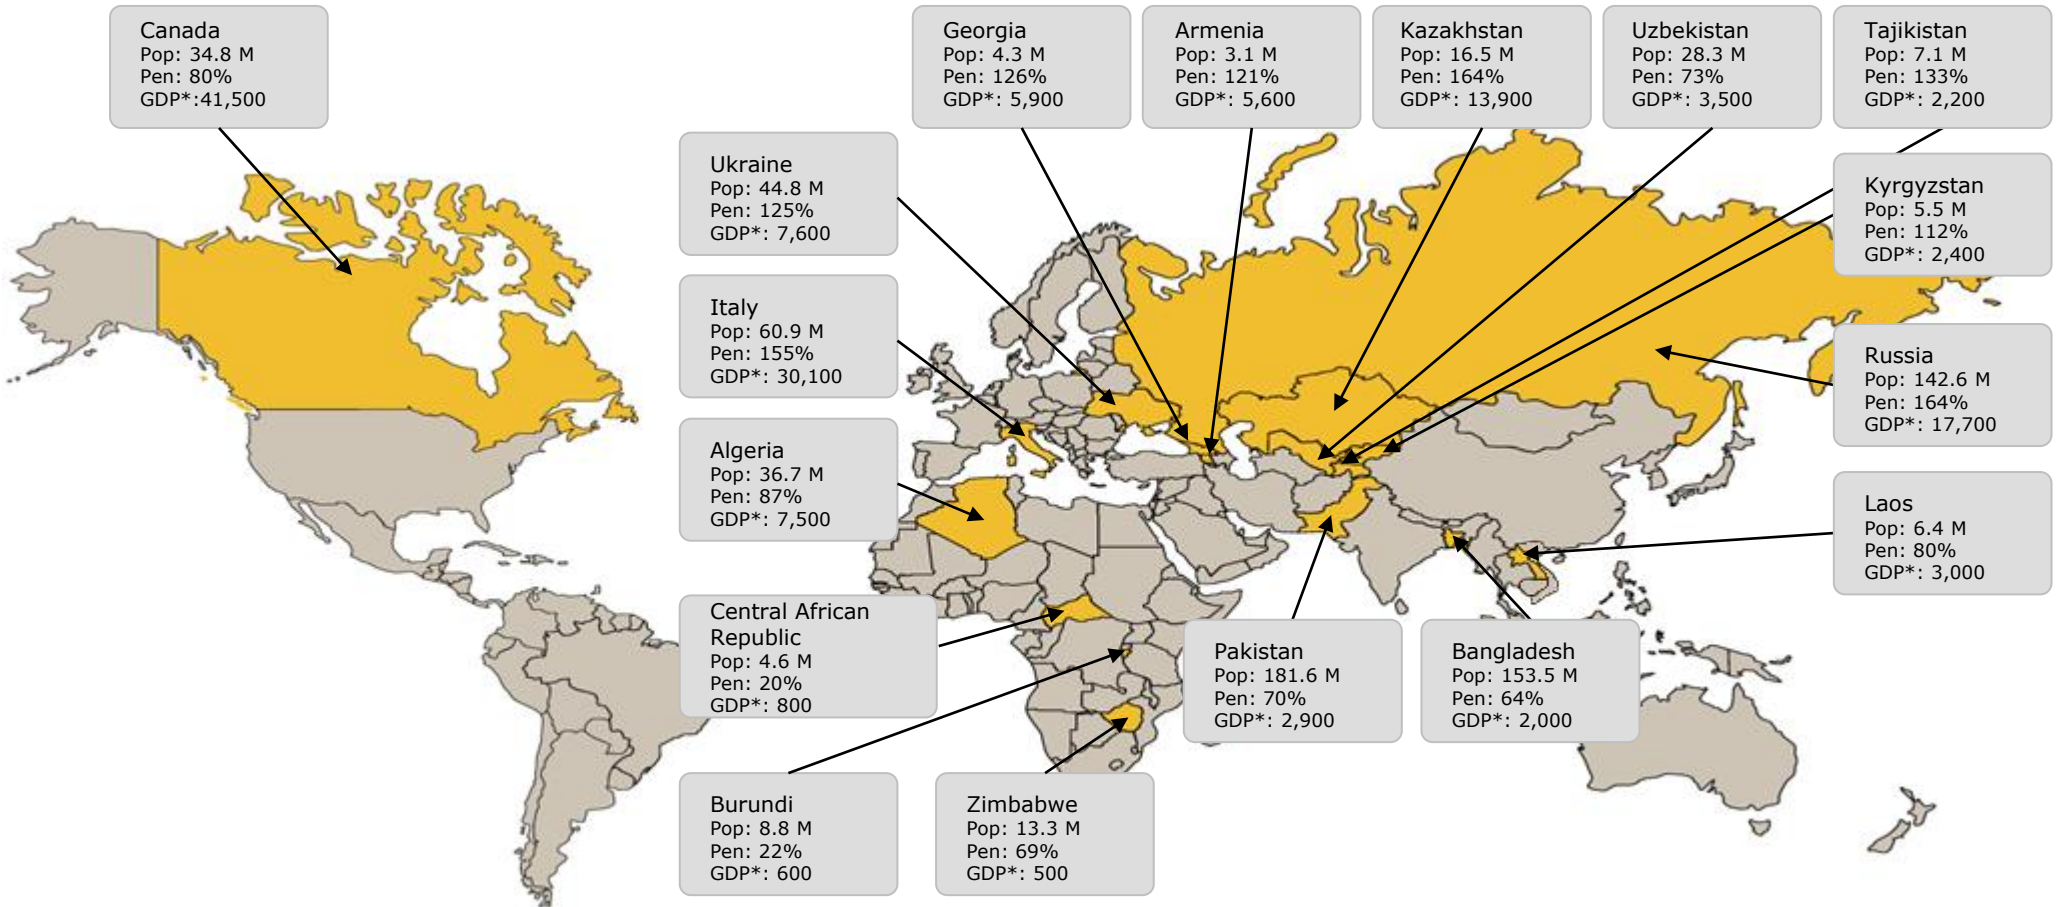 Canada
Pop: 34.8 M
Pen: 80%
GDP*:41,500
Georgia
Pop: 4.3 M
Pen: 126%
GDP*: 5,900
Armenia
Pop: 3.1 M
Pen: 121%
GDP*: 5,600
Kazakhstan
Pop: 16.5 M
Pen: 164%
GDP*: 13,900
Uzbekistan
Pop: 28.3 M
Pen: 73%
GDP*: 3,500
Tajikistan
Pop: 7.1 M
Pen: 133%
GDP*: 2,200
Ukraine
Pop: 44.8 M
Pen: 125%
GDP*: 7,600
Kyrgyzstan
Pop: 5.5 M
Pen: 112%
GDP*: 2,400
Italy
Pop: 60.9 M
Pen: 155%
GDP*: 30,100
Russia
Pop: 142.6 M
Pen: 164%
GDP*: 17,700
Algeria
Pop: 36.7 M
Pen: 87%
GDP*: 7,500
Laos
Pop: 6.4 M
Pen: 80%
GDP*: 3,000
Central African
Republic
Pop: 4.6 M
Pen: 20%
GDP*: 800
Pakistan
Pop: 181.6 M
Pen: 70%
GDP*: 2,900
Bangladesh
Pop: 153.5 M
Pen: 64%
GDP*: 2,000
Burundi
Pop: 8.8 M
Pen: 22%
GDP*: 600
Zimbabwe
Pop: 13.3 M
Pen: 69%
GDP*: 500